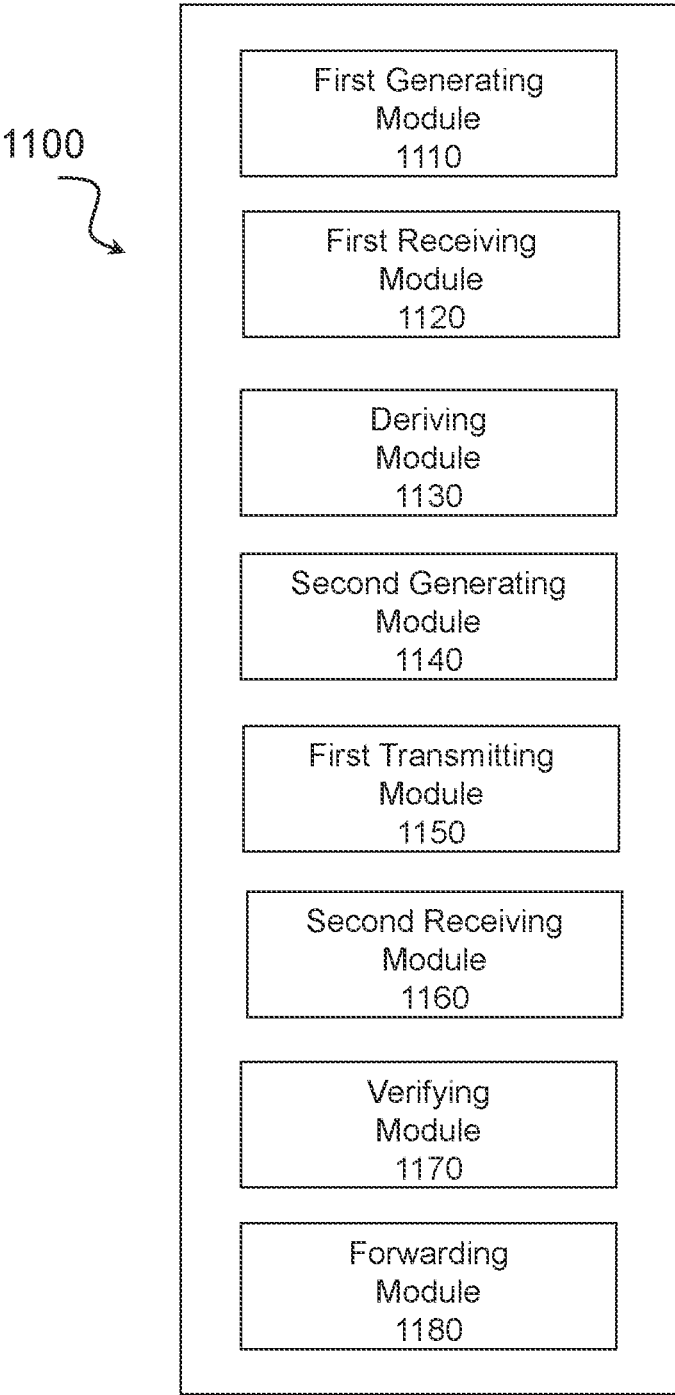 1100
First Generating
Module
1110
First Receiving
Module
1120
Deriving
Module
1130
Second Generating
Module
1140
First Transmitting
Module
1150
Second Receiving
Module
1160
Verifying
Module
1170
Forwarding
Module
1180